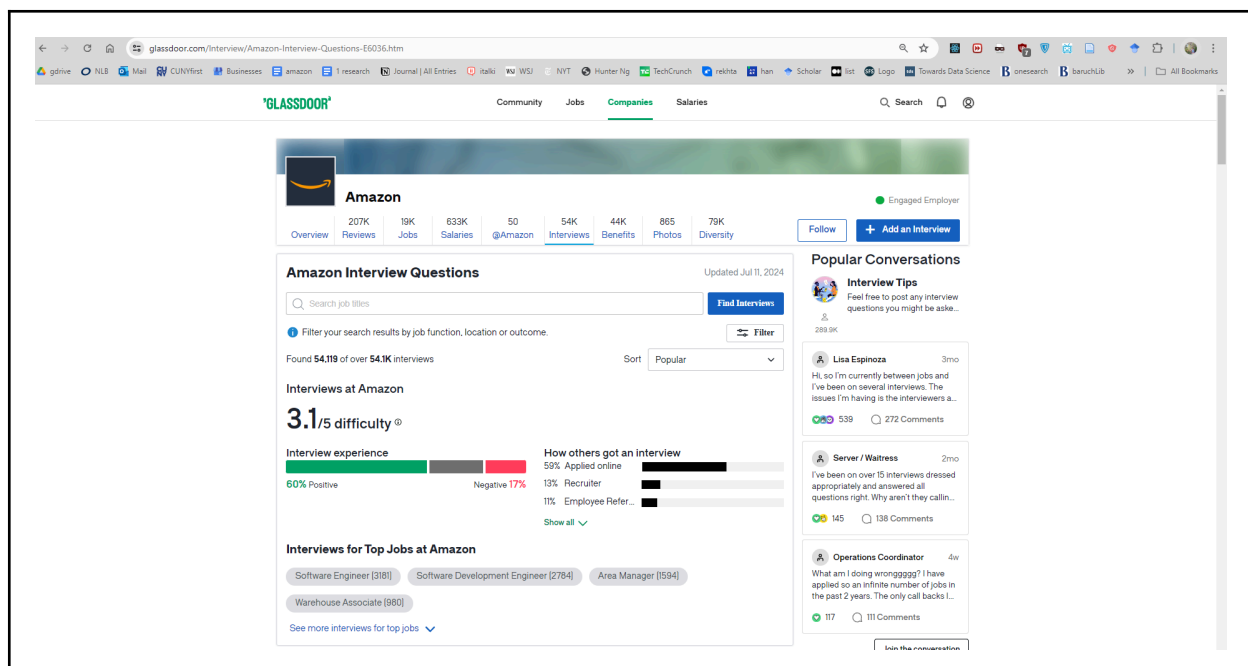 glassdoor.com/Interview/Amazon-Interview-Questions-E6036.htm
gdrive NLB Mail CUNYfirst Businesses amazon 1 research Journal | All Entries italki WSJ WSJ NYT Hunter Ng TC TechCrunch rekhta han Scholar list Logo Towards Data Science onesearch baruchLib » All Bookmarks
GLASSDOOR Community Jobs Companies Salaries Search
Amazon
Engaged Employer
207K 19K 633K 50 54K 44K 865 79K
Overview Reviews Jobs Salaries @Amazon Interviews Benefits Photos Diversity
Follow + Add an Interview
Amazon Interview Questions Updated Jul 11, 2024
Search job titles Find Interviews
Filter your search results by job function, location or outcome. Filter
Found 54,119 of over 54.1K interviews Sort Popular
Interviews at Amazon
3.1/5 difficulty
Interview experience
60% Positive Negative 17%
How others got an interview
59% Applied online
13% Recruiter
11% Employee Refer...
Show all
Interviews for Top Jobs at Amazon
Software Engineer [3181] Software Development Engineer [2784] Area Manager [1594]
Warehouse Associate [980]
See more interviews for top jobs
Popular Conversations
Interview Tips
Feel free to post any interview
questions you might be aske...
289.9K
Lisa Espinoza 3mo
Hi, so I'm currently between jobs and
I've been on several interviews. The
issues I'm having is the interviewers a...
539 272 Comments
Server / Waitress 2mo
I've been on over 15 interviews dressed
appropriately and answered all
questions right. Why aren't they callin...
145 138 Comments
Operations Coordinator 4w
What am I doing wrongggg? I have
applied so an infinite number of jobs in
the past 2 years. The only call backs I...
117 111 Comments
Join the conversation